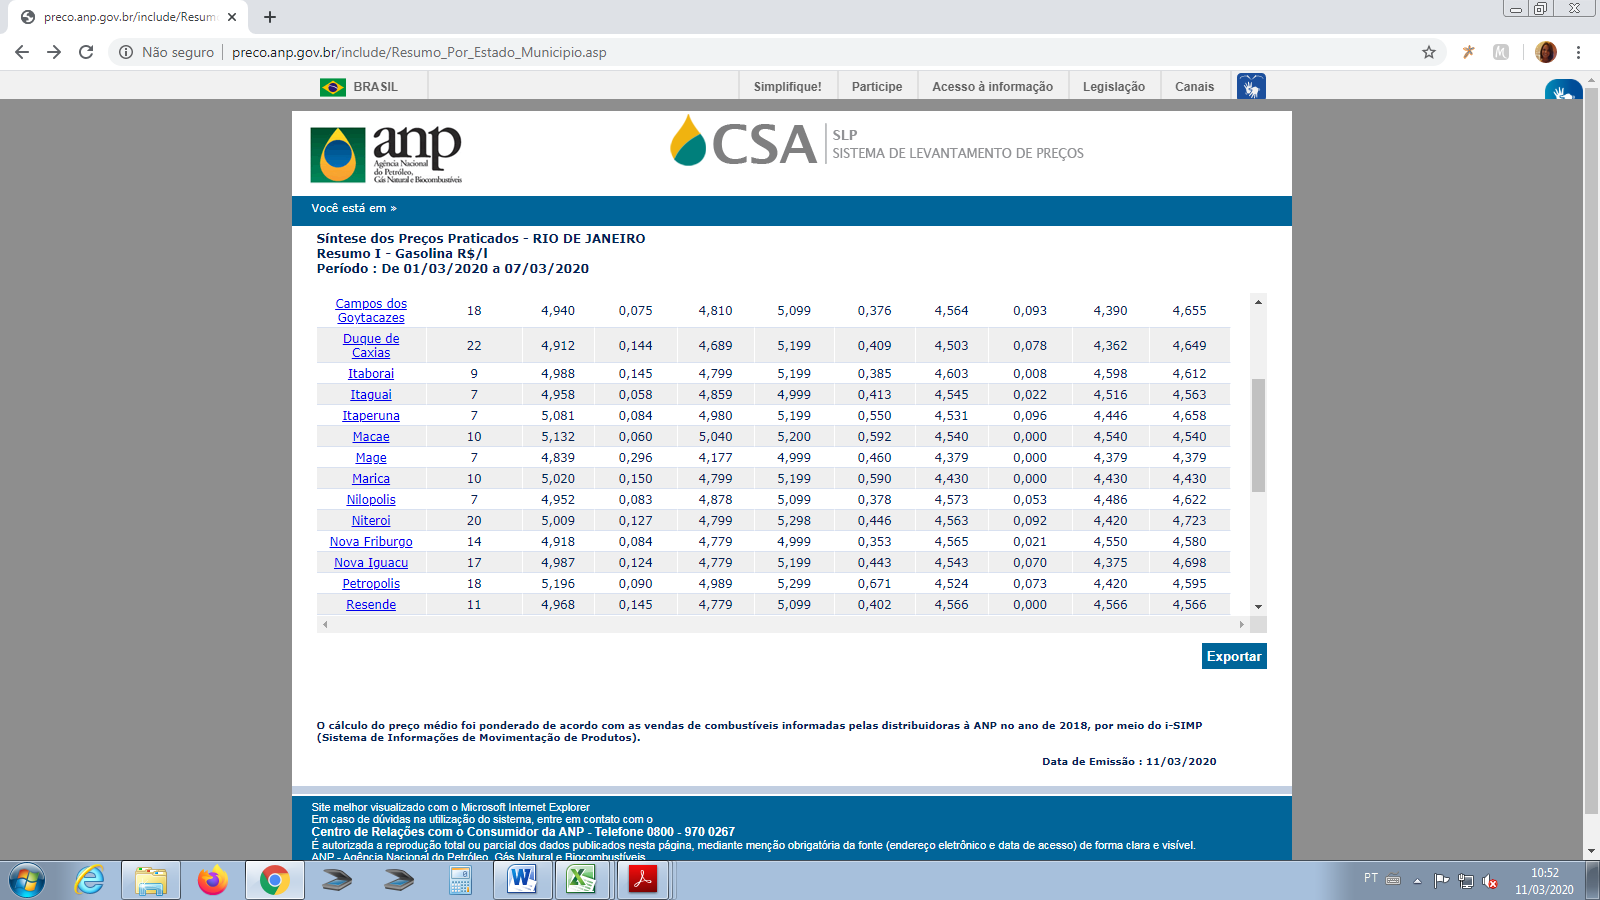 preco.anp.gov.br/include/Resum
Não seguro
preco.anp.gov.br/include/Resumo_Por_Estado_Municipio.asp
BRASIL
Simplifique!
Participe
Acesso à informação
Legislação
Canais
anp
Agência Nacional
do Petróleo,
Gás Natural e Biocombustíveis
CSA
SLP
SISTEMA DE LEVANTAMENTO DE PREÇOS
Você está em »
Síntese dos Preços Praticados - RIO DE JANEIRO
Resumo I - Gasolina R$/l
Período : De 01/03/2020 a 07/03/2020
Campos dos
Goytacazes 18 4,940 0,075 4,810 5,099 0,376 4,564 0,093 4,390 4,655
Duque de
Caxias 22 4,912 0,144 4,689 5,199 0,409 4,503 0,078 4,362 4,649
Itaborai 9 4,988 0,145 4,799 5,199 0,385 4,603 0,008 4,598 4,612
Itaguai 7 4,958 0,058 4,859 4,999 0,413 4,545 0,022 4,516 4,563
Itaperuna 7 5,081 0,084 4,980 5,199 0,550 4,531 0,096 4,446 4,658
Macae 10 5,132 0,060 5,040 5,200 0,592 4,540 0,000 4,540 4,540
Mage 7 4,839 0,296 4,177 4,999 0,460 4,379 0,000 4,379 4,379
Marica 10 5,020 0,150 4,799 5,199 0,590 4,430 0,000 4,430 4,430
Nilopolis 7 4,952 0,083 4,878 5,099 0,378 4,573 0,053 4,486 4,622
Niteroi 20 5,009 0,127 4,799 5,298 0,446 4,563 0,092 4,420 4,723
Nova Friburgo 14 4,918 0,084 4,779 4,999 0,353 4,565 0,021 4,550 4,580
Nova Iguacu 17 4,987 0,124 4,779 5,199 0,443 4,543 0,070 4,375 4,698
Petropolis 18 5,196 0,090 4,989 5,299 0,671 4,524 0,073 4,420 4,595
Resende 11 4,968 0,145 4,779 5,099 0,402 4,566 0,000 4,566 4,566
Exportar
O cálculo do preço médio foi ponderado de acordo com as vendas de combustíveis informadas pelas distribuidoras à ANP no ano de 2018, por meio do i-SIMP
(Sistema de Informações de Movimentação de Produtos).
Data de Emissão : 11/03/2020
Site melhor visualizado com o Microsoft Internet Explorer
Em caso de dúvidas na utilização do sistema, entre em contato com o
Centro de Relações com o Consumidor da ANP - Telefone 0800 - 970 0267
É autorizada a reprodução total ou parcial dos dados publicados nesta página, mediante menção obrigatória da fonte (endereço eletrônico e data de acesso) de forma clara e visível.
ANP - Agência Nacional do Petróleo, Gás Natural e Biocombustíveis
PT
10:52
11/03/2020